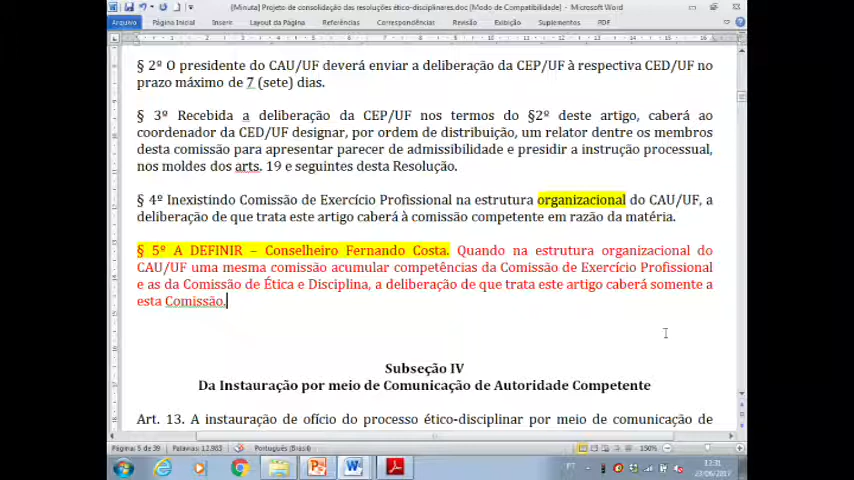 (Minuta) Projeto de consolidação das resoluções ético-disciplinares.doc [Modo de Compatibilidade] - Microsoft Word
Arquivo Página Inicial Inserir Layout da Página Referências Correspondências Revisão Exibição Suplementos PDF
§ 2º O presidente do CAU/UF deverá enviar a deliberação da CEP/UF à respectiva CED/UF no
prazo máximo de 7 (sete) dias.
§ 3º Recebida a deliberação da CEP/UF nos termos do §2º deste artigo, caberá ao
coordenador da CED/UF designar, por ordem de distribuição, um relator dentre os membros
desta comissão para apresentar parecer de admissibilidade e presidir a instrução processual,
nos moldes dos arts. 19 e seguintes desta Resolução.
§ 4º Inexistindo Comissão de Exercício Profissional na estrutura organizacional do CAU/UF, a
deliberação de que trata este artigo caberá à comissão competente em razão da matéria.
§ 5º A DEFINIR – Conselheiro Fernando Costa. Quando na estrutura organizacional do
CAU/UF uma mesma comissão acumular competências da Comissão de Exercício Profissional
e as da Comissão de Ética e Disciplina, a deliberação de que trata este artigo caberá somente a
esta Comissão.
Subseção IV
Da Instauração por meio de Comunicação de Autoridade Competente
Art. 13. A instauração de ofício do processo ético-disciplinar por meio de comunicação de
Página: 5 de 39 Palavras: 12.983 Português (Brasil) 150%
PT 12:31
23/06/2017